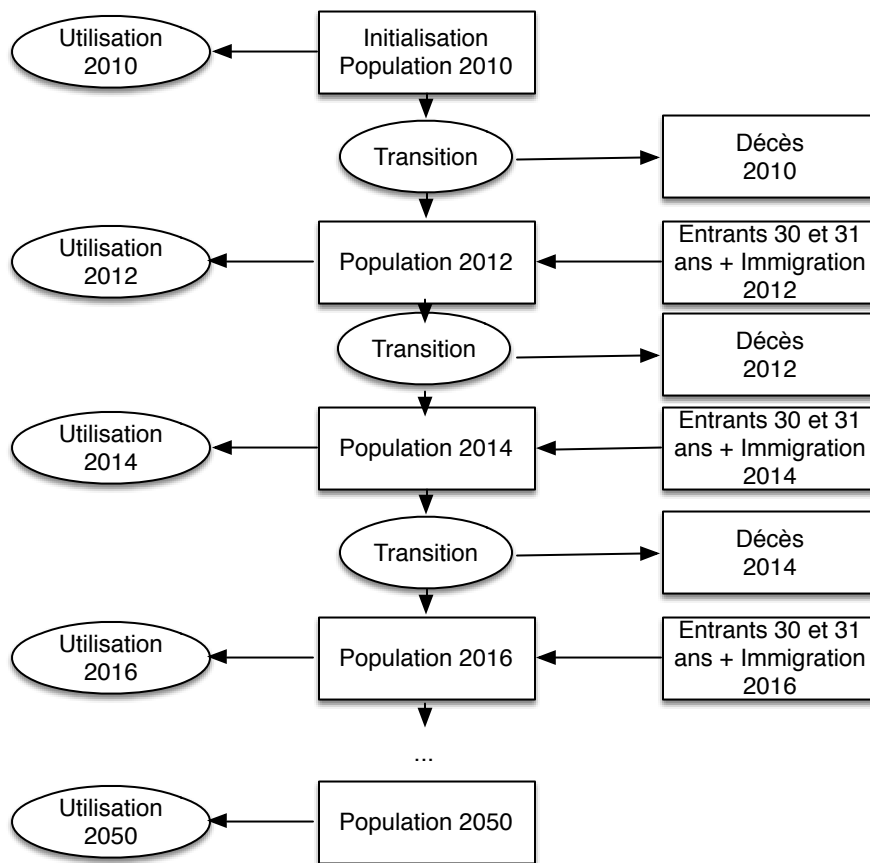 Utilisation
2010
Initialisation
Population 2010
Transition
Décès
2010
Utilisation
2012
Population 2012
Entrants 30 et 31
ans + Immigration
2012
Transition
Décès
2012
Utilisation
2014
Population 2014
Entrants 30 et 31
ans + Immigration
2014
Transition
Décès
2014
Utilisation
2016
Population 2016
Entrants 30 et 31
ans + Immigration
2016
...
Utilisation
2050
Population 2050